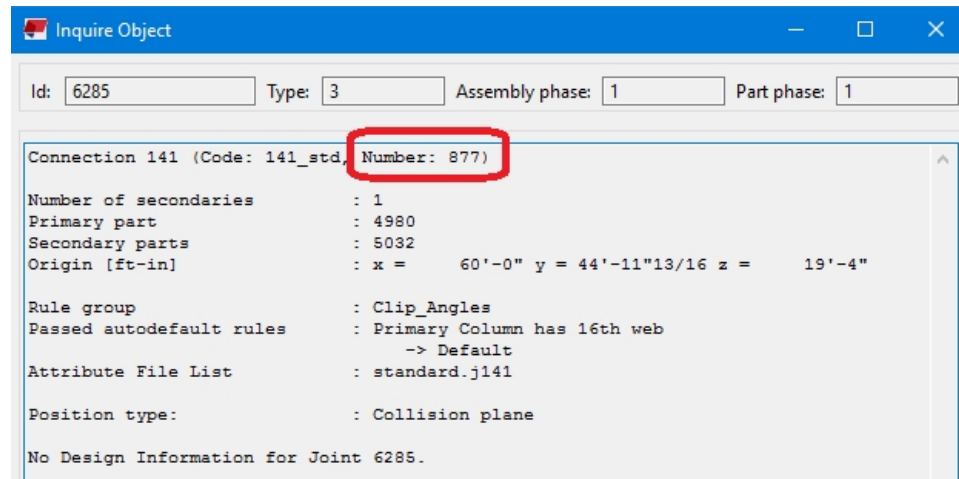 Inquire Object
Id: 6285 Type: 3 Assembly phase: 1 Part phase: 1
Connection 141 (Code: 141_std, Number: 877)
Number of secondaries : 1
Primary part : 4980
Secondary parts : 5032
Origin [ft-in] : x = 60'-0" y = 44'-11"13/16 z = 19'-4"
Rule group : Clip_Angles
Passed autodefault rules : Primary Column has 16th web
-> Default
Attribute File List : standard.j141
Position type: : Collision plane
No Design Information for Joint 6285.